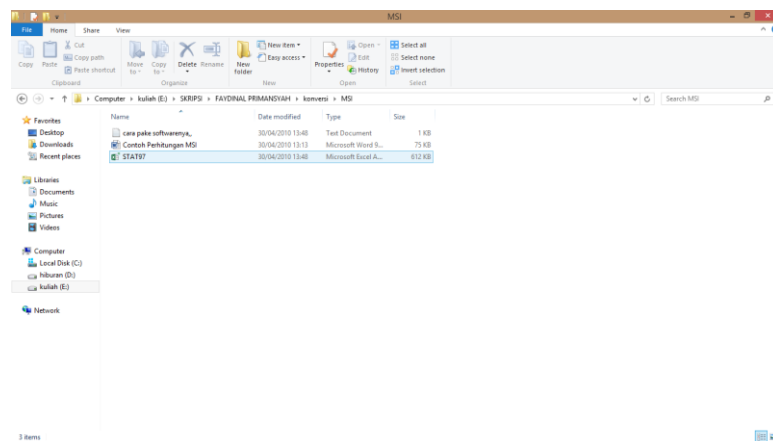 MSI
File Home Share View
Copy
Paste
Cut
Copy path
Paste shortcut
Clipboard
Move to
Copy to
Delete
Rename
Organize
New folder
New item
Easy access
New
Properties
Open
Edit
History
Open
Select all
Select none
Invert selection
Select
Computer kuliah (E:) SKRIPSI FAYDINAL PRIMANSYAH konversi MSI
Search MSI
Favorites
Desktop
Downloads
Recent places
Libraries
Documents
Music
Pictures
Videos
Computer
Local Disk (C:)
hiburan (D:)
kuliah (E:)
Network
Name Date modified Type Size
cara pake softwarenya,, 30/04/2010 13:48 Text Document 1 KB
Contoh Perhitungan MSI 30/04/2010 13:13 Microsoft Word 9... 75 KB
STAT97 30/04/2010 13:48 Microsoft Excel A... 612 KB
3 items